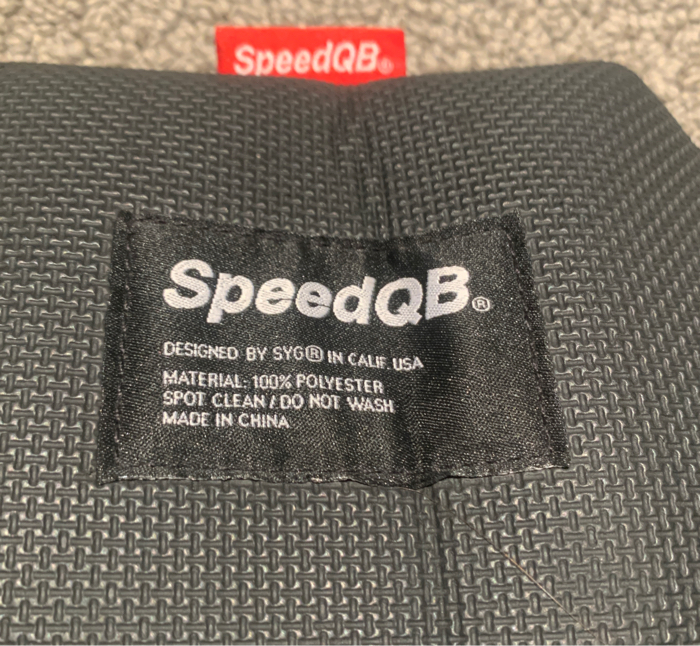 SpeedQB®
SpeedQB®
DESIGNED BY SYG® IN CALIF. USA
MATERIAL: 100% POLYESTER
SPOT CLEAN / DO NOT WASH
MADE IN CHINA